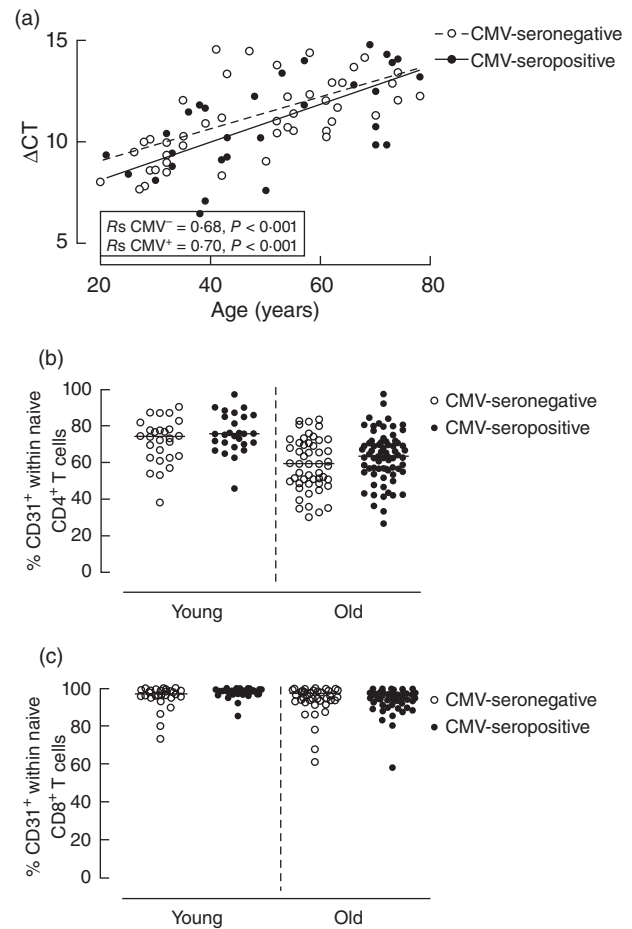 (a)
15
10
5
ΔCT
CMV-seronegative
CMV-seropositive
Rs CMV⁻ = 0·68, P < 0·001
Rs CMV⁺ = 0·70, P < 0·001
20 40 60 80
Age (years)
(b)
100
80
60
40
20
0
% CD31⁺ within naive
CD4⁺ T cells
CMV-seronegative
CMV-seropositive
Young Old
(c)
100
80
60
40
20
0
% CD31⁺ within naive
CD8⁺ T cells
CMV-seronegative
CMV-seropositive
Young Old